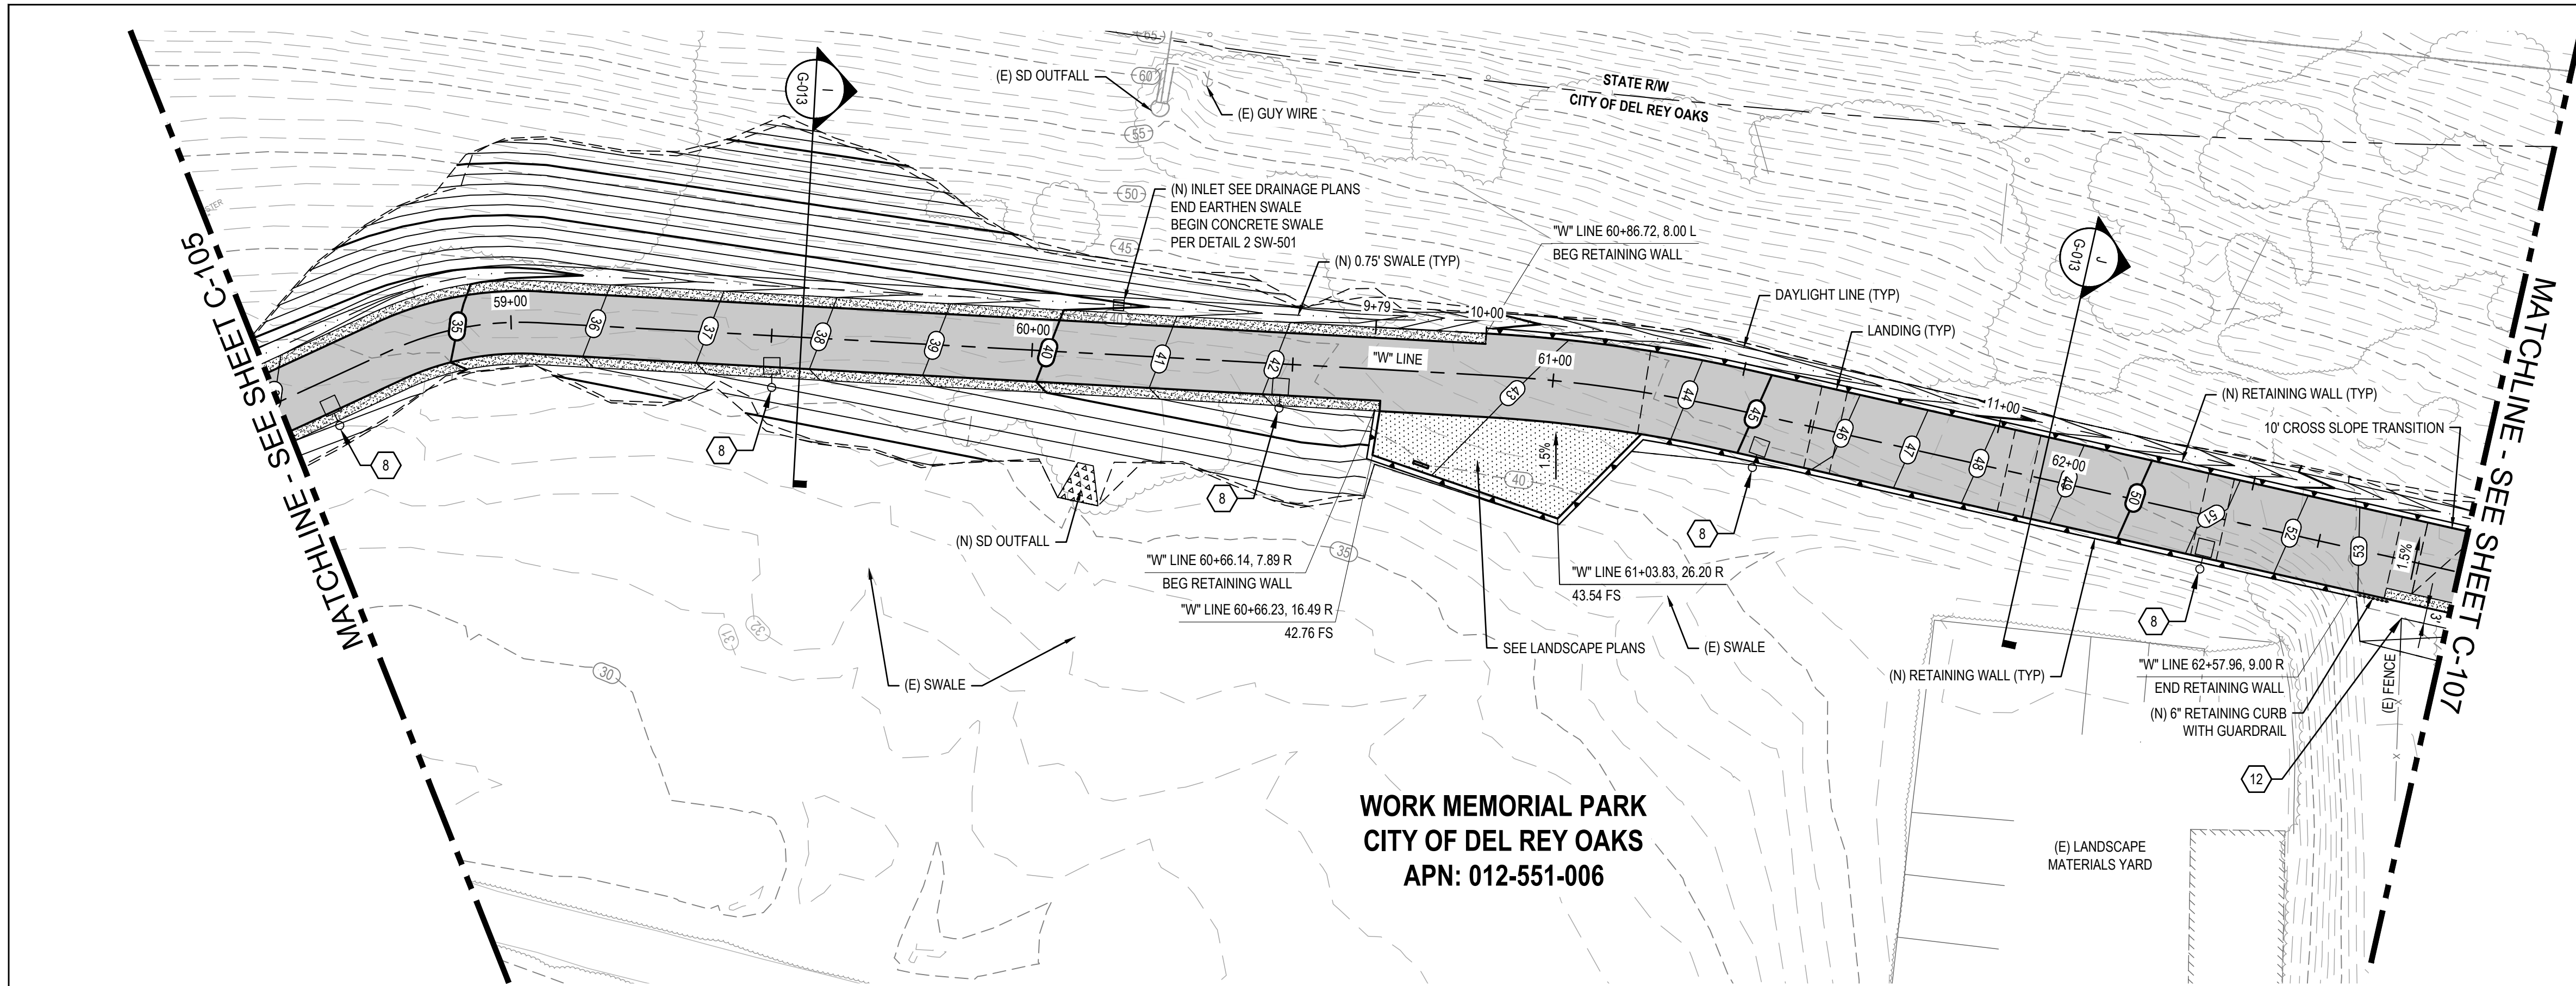 MATCHLINE - SEE SHEET C-105
I
G-013
(E) SD OUTFALL
(E) GUY WIRE
65
60
55
50
45
40
STATE R/W
CITY OF DEL REY OAKS
(N) INLET SEE DRAINAGE PLANS
END EARTHEN SWALE
BEGIN CONCRETE SWALE
PER DETAIL 2 SW-501
(N) 0.75' SWALE (TYP)
"W" LINE 60+86.72, 8.00 L
BEG RETAINING WALL
J
G-013
DAYLIGHT LINE (TYP)
LANDING (TYP)
(N) RETAINING WALL (TYP)
10' CROSS SLOPE TRANSITION
MATCHLINE - SEE SHEET C-107
59+00
60+00
9+79
10+00
"W" LINE
61+00
11+00
62+00
35
36
37
38
39
40
41
42
43
44
45
46
47
48
49
50
51
52
53
1.5%
1.5%
3'
40
35
8
8
8
8
8
12
(N) SD OUTFALL
"W" LINE 60+66.14, 7.89 R
BEG RETAINING WALL
"W" LINE 60+66.23, 16.49 R
42.76 FS
"W" LINE 61+03.83, 26.20 R
43.54 FS
SEE LANDSCAPE PLANS
(E) SWALE
(E) SWALE
31
32
30
(N) RETAINING WALL (TYP)
"W" LINE 62+57.96, 9.00 R
END RETAINING WALL
(N) 6" RETAINING CURB
WITH GUARDRAIL
(E) FENCE
X
X
WORK MEMORIAL PARK
CITY OF DEL REY OAKS
APN: 012-551-006
(E) LANDSCAPE
MATERIALS YARD